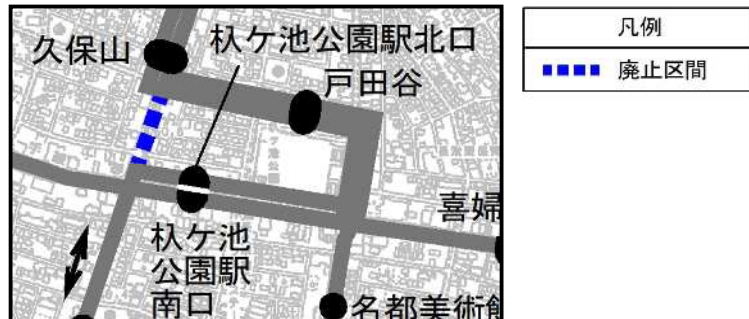 久保山
杁ケ池公園駅北口
戸田谷
杁ケ池
公園駅
南口
喜婦
名都美術館
凡例
廃止区間